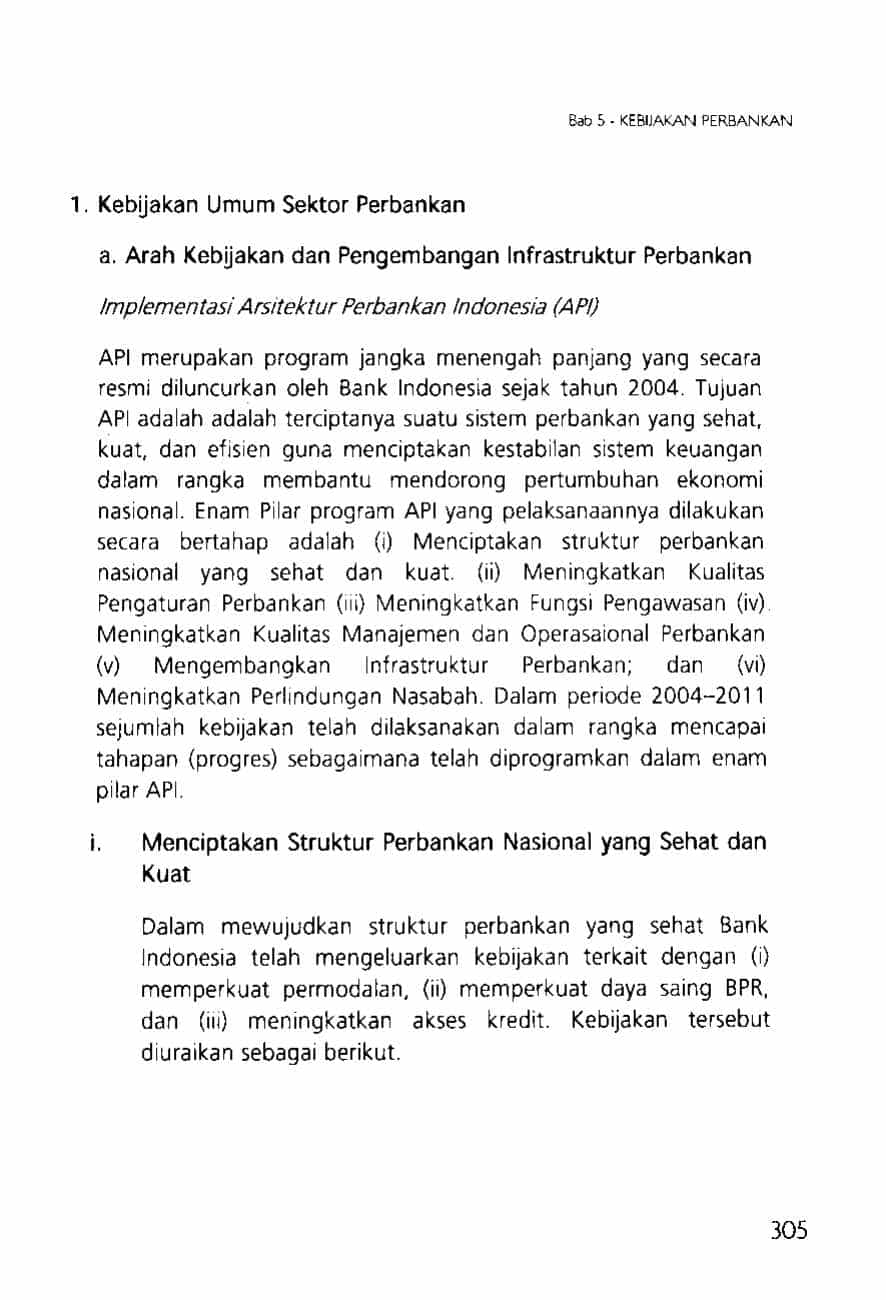 Bab 5 - KEBIJAKAN PERBANKAN
1. Kebijakan Umum Sektor Perbankan
a. Arah Kebijakan dan Pengembangan Infrastruktur Perbankan
Implementasi Arsitektur Perbankan Indonesia (API)
API merupakan program jangka menengah panjang yang secara
resmi diluncurkan oleh Bank Indonesia sejak tahun 2004. Tujuan
API adalah adalah terciptanya suatu sistem perbankan yang sehat,
kuat, dan efisien guna menciptakan kestabilan sistem keuangan
dalam rangka membantu mendorong pertumbuhan ekonomi
nasional. Enam Pilar program API yang pelaksanaannya dilakukan
secara bertahap adalah (i) Menciptakan struktur perbankan
nasional yang sehat dan kuat. (ii) Meningkatkan Kualitas
Pengaturan Perbankan (iii) Meningkatkan Fungsi Pengawasan (iv).
Meningkatkan Kualitas Manajemen dan Operasaional Perbankan
(v) Mengembangkan Infrastruktur Perbankan; dan (vi)
Meningkatkan Perlindungan Nasabah. Dalam periode 2004–2011
sejumlah kebijakan telah dilaksanakan dalam rangka mencapai
tahapan (progres) sebagaimana telah diprogramkan dalam enam
pilar API.
i. Menciptakan Struktur Perbankan Nasional yang Sehat dan
Kuat
Dalam mewujudkan struktur perbankan yang sehat Bank
Indonesia telah mengeluarkan kebijakan terkait dengan (i)
memperkuat permodalan, (ii) memperkuat daya saing BPR,
dan (iii) meningkatkan akses kredit. Kebijakan tersebut
diuraikan sebagai berikut.
305